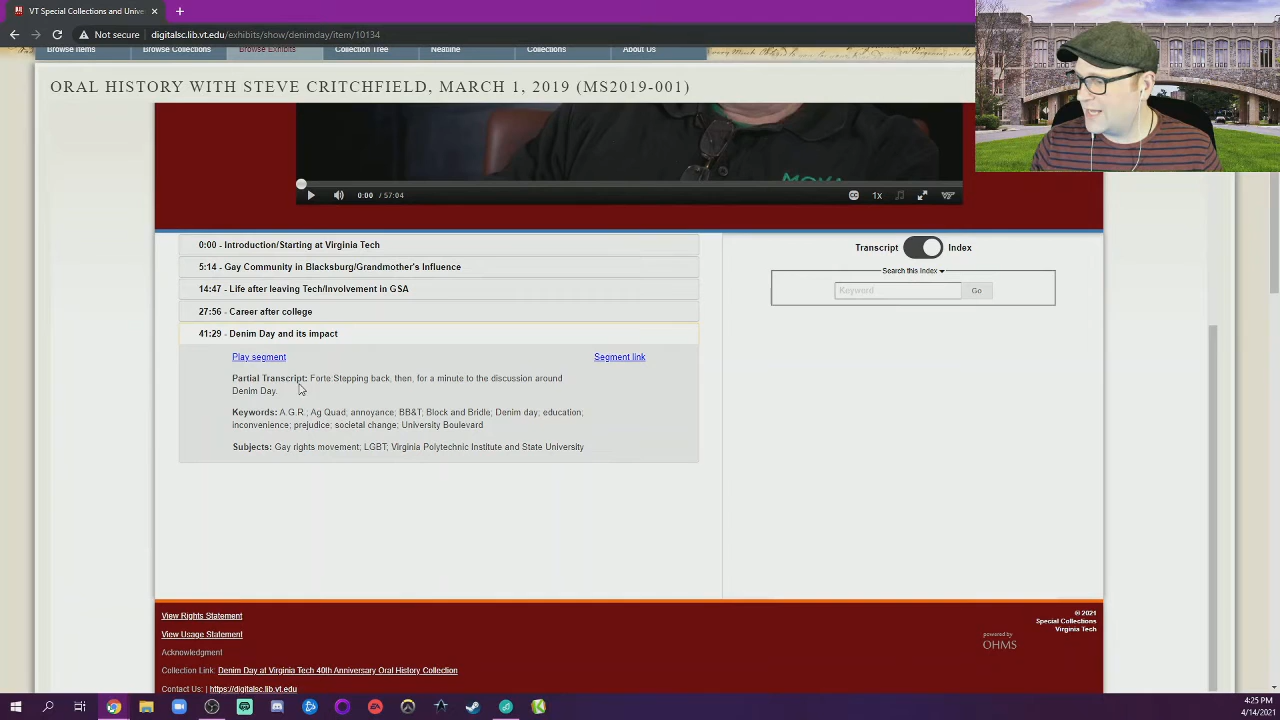 VT Special Collections
Not secure
digitalsc.lib.vt.edu/exhibits/show/denimday/item/10134
Browse Items
Browse Collections
Browse Exhibits
Collection Tree
Neatline
Collections
About Us
ORAL HISTORY WITH STEVE CRITCHFIELD, MARCH 1, 2019 (MS2019-001)
0:00 / 57:04
CC
1x
0:00 - Introduction/Starting at Virginia Tech
5:14 - Gay Community in Blacksburg/Grandmother's Influence
14:47 - Life after leaving Tech/Involvement in GSA
27:56 - Career after college
41:29 - Denim Day and its impact
Play segment
Segment link
Partial Transcript: Forte:Stepping back, then, for a minute to the discussion around
Denim Day.
Keywords: A.G.R.; Ag Quad; annoyance; BB&T; Block and Bridle; Denim day; education;
inconvenience; prejudice; societal change; University Boulevard
Subjects: Gay rights movement; LGBT; Virginia Polytechnic Institute and State University
Transcript
Index
Search this Index
Keyword
Go
View Rights Statement
View Usage Statement
Acknowledgment
Collection Link: Denim Day at Virginia Tech 40th Anniversary Oral History Collection
Contact Us: | https://digitalsc.lib.vt.edu
© 2021
Special Collections
Virginia Tech
powered by
OHMS
4:25 PM
4/14/2021